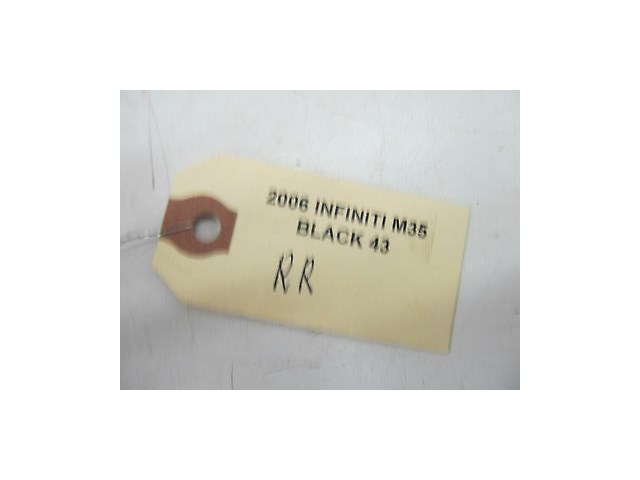 2006 INFINITI M35
BLACK 43
RR